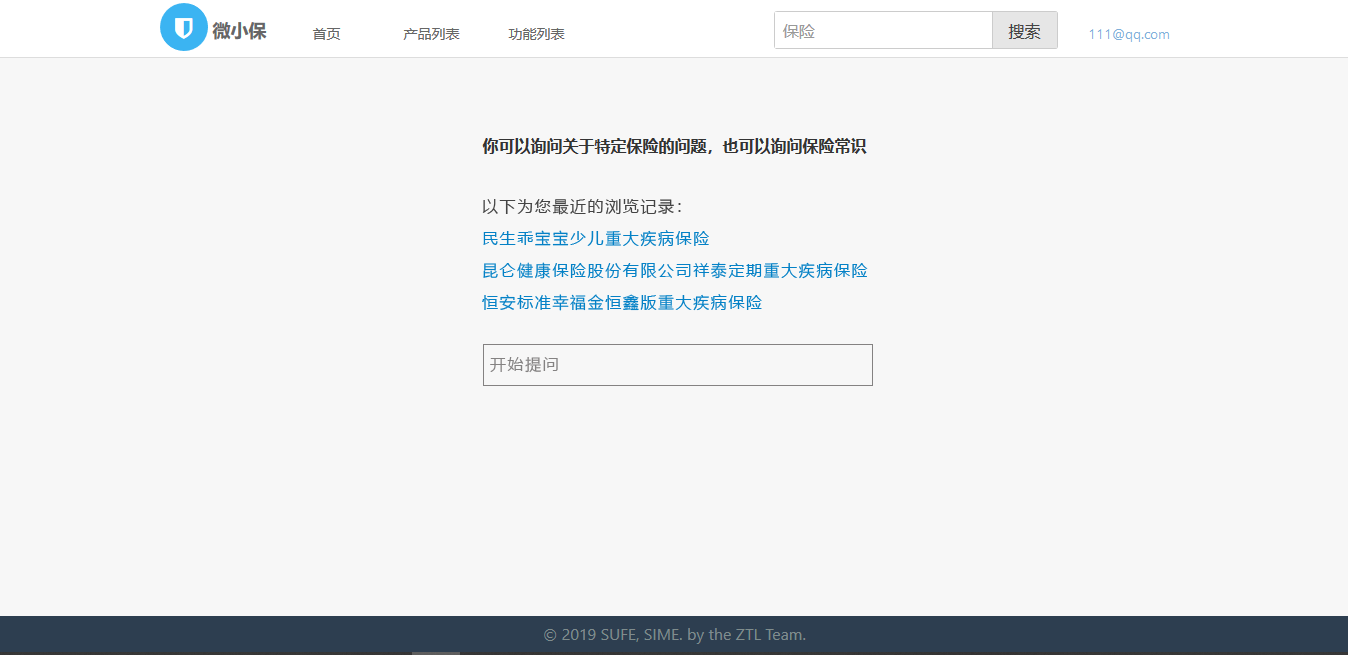 微小保 首页 产品列表 功能列表 保险 搜索 111@qq.com
你可以询问关于特定保险的问题，也可以询问保险常识
以下为您最近的浏览记录：
民生乖宝宝少儿重大疾病保险
昆仑健康保险股份有限公司祥泰定期重大疾病保险
恒安标准幸福金恒鑫版重大疾病保险
开始提问
© 2019 SUFE, SIME. by the ZTL Team.